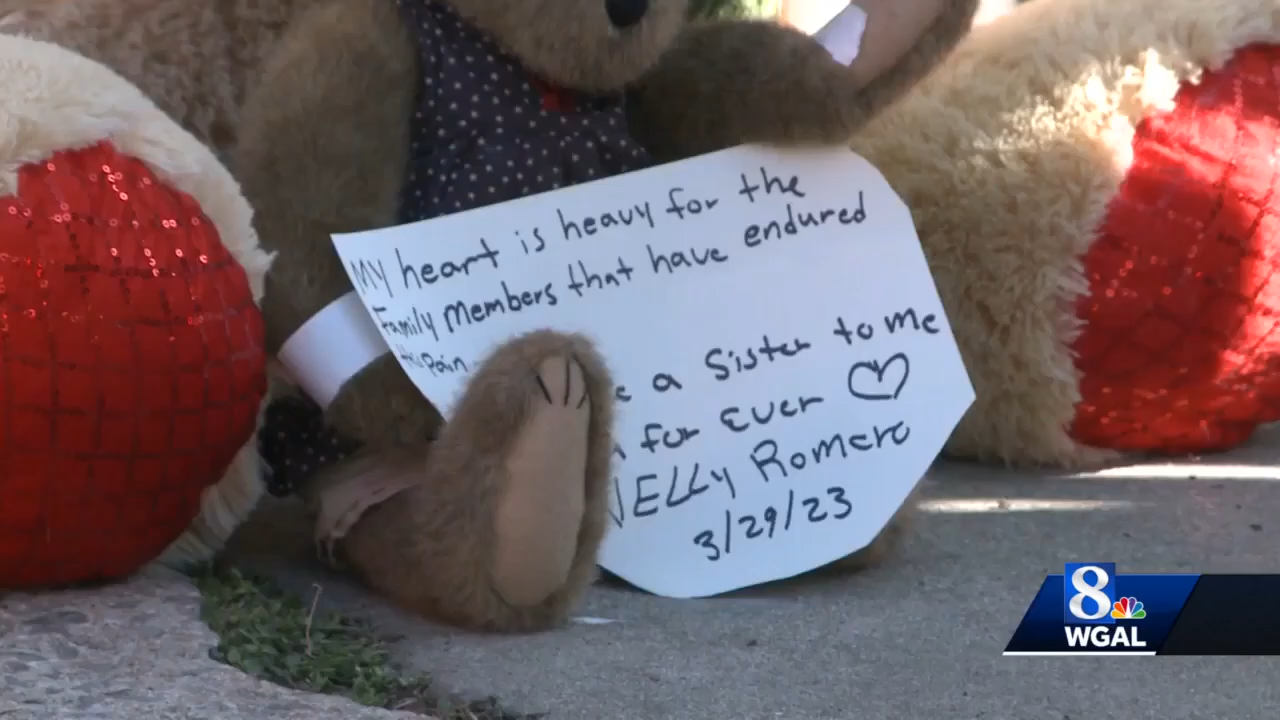 MY heart is heavy for the
Family Members that have endured
the Pain
a Sister to me
for Ever
NELLY Romero
3/29/23
8
WGAL